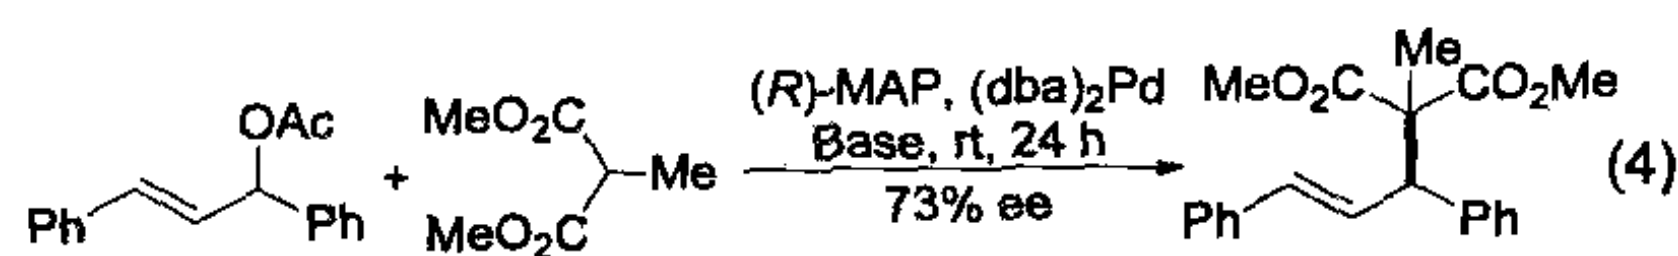 OAc
Ph
Ph
+
MeO₂C
Me
MeO₂C
(R)-MAP, (dba)₂Pd
Base, rt, 24 h
73% ee
Me
MeO₂C
CO₂Me
Ph
Ph
(4)